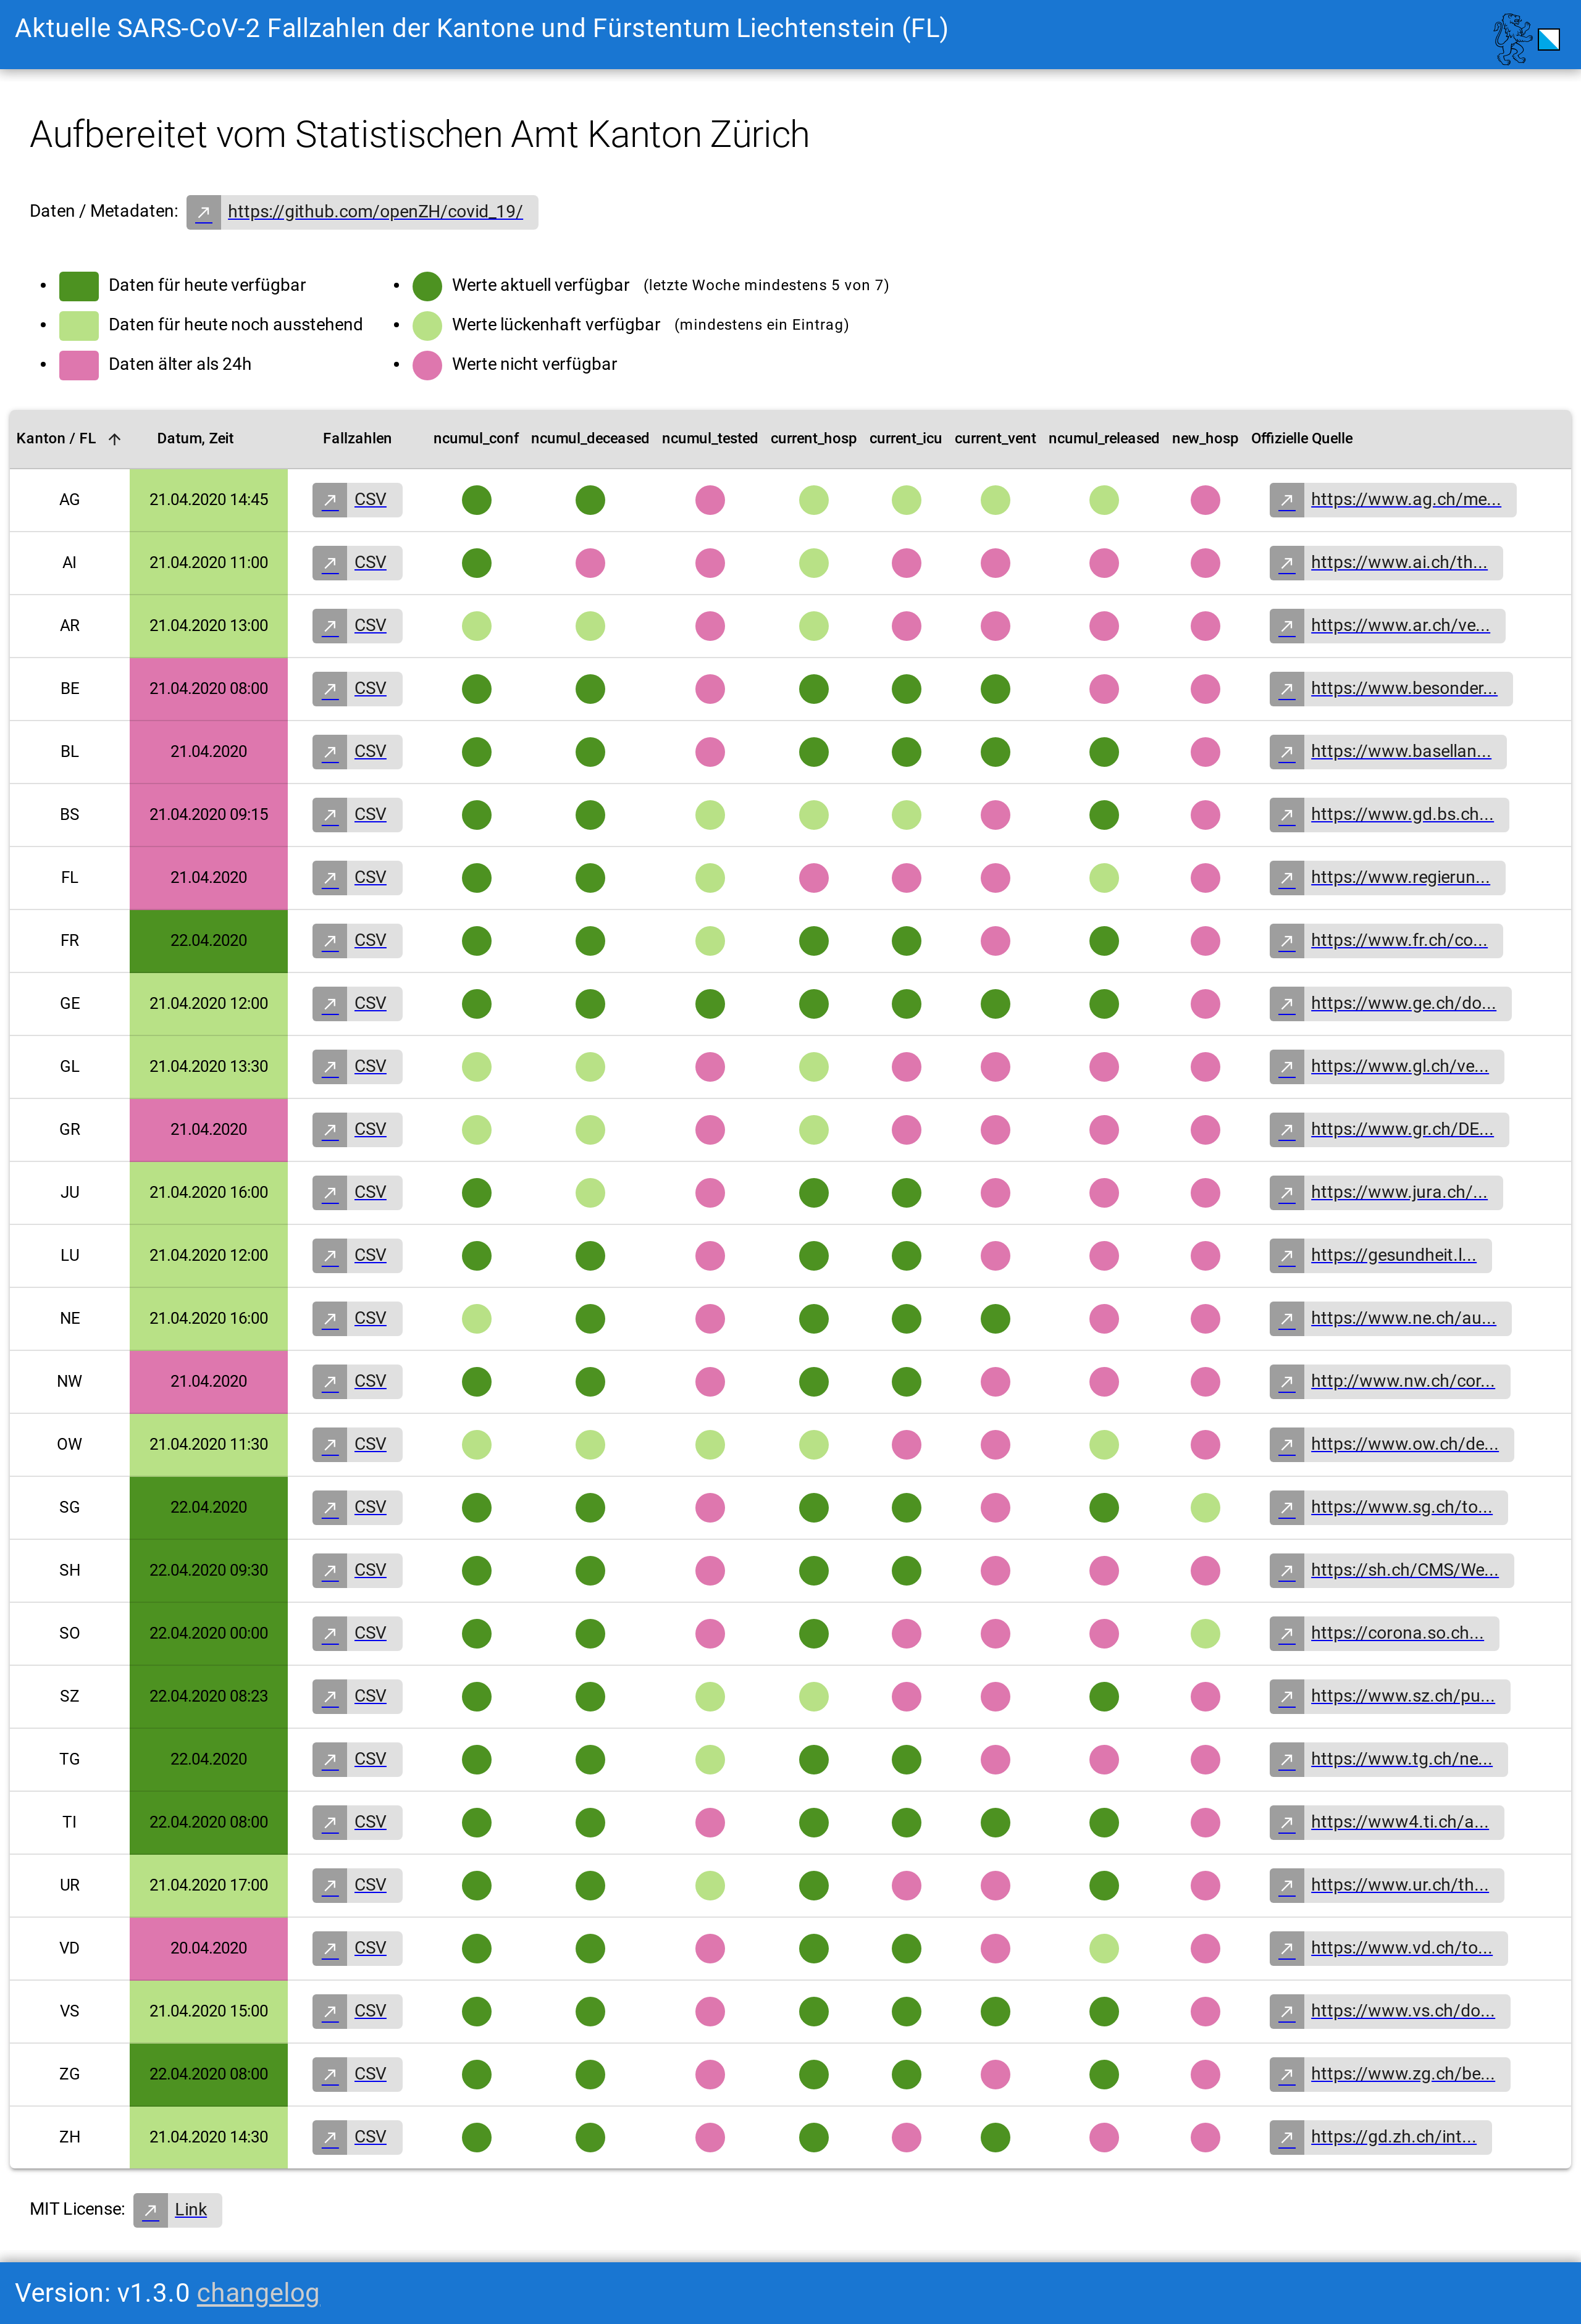 Aktuelle SARS-CoV-2 Fallzahlen der Kantone und Fürstentum Liechtenstein (FL)
Aufbereitet vom Statistischen Amt Kanton Zürich
Daten / Metadaten: https://github.com/openZH/covid_19/
Daten für heute verfügbar
Daten für heute noch ausstehend
Daten älter als 24h
Werte aktuell verfügbar (letzte Woche mindestens 5 von 7)
Werte lückenhaft verfügbar (mindestens ein Eintrag)
Werte nicht verfügbar
Kanton / FL Datum, Zeit Fallzahlen ncumul_conf ncumul_deceased ncumul_tested current_hosp current_icu current_vent ncumul_released new_hosp Offizielle Quelle
AG 21.04.2020 14:45 CSV https://www.ag.ch/me...
AI 21.04.2020 11:00 CSV https://www.ai.ch/th...
AR 21.04.2020 13:00 CSV https://www.ar.ch/ve...
BE 21.04.2020 08:00 CSV https://www.besonder...
BL 21.04.2020 CSV https://www.basellan...
BS 21.04.2020 09:15 CSV https://www.gd.bs.ch...
FL 21.04.2020 CSV https://www.regierun...
FR 22.04.2020 CSV https://www.fr.ch/co...
GE 21.04.2020 12:00 CSV https://www.ge.ch/do...
GL 21.04.2020 13:30 CSV https://www.gl.ch/ve...
GR 21.04.2020 CSV https://www.gr.ch/DE...
JU 21.04.2020 16:00 CSV https://www.jura.ch/...
LU 21.04.2020 12:00 CSV https://gesundheit.l...
NE 21.04.2020 16:00 CSV https://www.ne.ch/au...
NW 21.04.2020 CSV http://www.nw.ch/cor...
OW 21.04.2020 11:30 CSV https://www.ow.ch/de...
SG 22.04.2020 CSV https://www.sg.ch/to...
SH 22.04.2020 09:30 CSV https://sh.ch/CMS/We...
SO 22.04.2020 00:00 CSV https://corona.so.ch...
SZ 22.04.2020 08:23 CSV https://www.sz.ch/pu...
TG 22.04.2020 CSV https://www.tg.ch/ne...
TI 22.04.2020 08:00 CSV https://www4.ti.ch/a...
UR 21.04.2020 17:00 CSV https://www.ur.ch/th...
VD 20.04.2020 CSV https://www.vd.ch/to...
VS 21.04.2020 15:00 CSV https://www.vs.ch/do...
ZG 22.04.2020 08:00 CSV https://www.zg.ch/be...
ZH 21.04.2020 14:30 CSV https://gd.zh.ch/int...
MIT License: Link
Version: v1.3.0 changelog